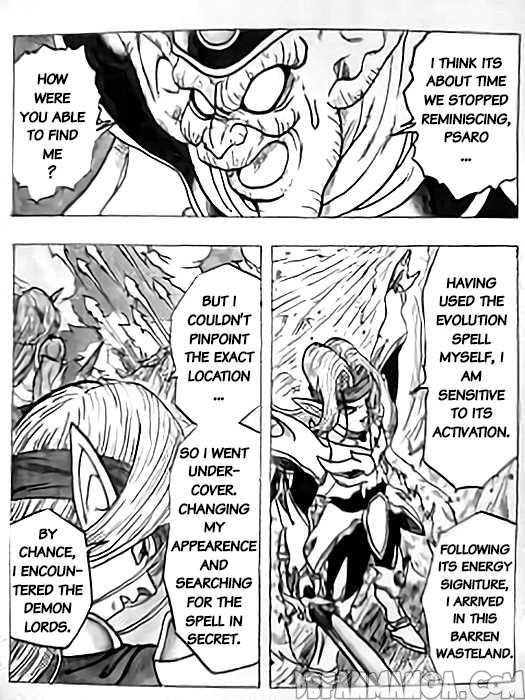 I THINK ITS
ABOUT TIME
WE STOPPED
REMINISCING,
PSARO
...
HOW
WERE
YOU ABLE
TO FIND
ME
?
HAVING
USED THE
EVOLUTION
SPELL
MYSELF, I
AM
SENSITIVE
TO ITS
ACTIVATION.
FOLLOWING
ITS ENERGY
SIGNITURE,
I ARRIVED
IN THIS
BARREN
WASTELAND.
BUT I
COULDN'T
PINPOINT
THE EXACT
LOCATION
...
SO I WENT
UNDER-
COVER.
CHANGING
MY
APPEARENCE
AND
SEARCHING
FOR THE
SPELL IN
SECRET.
BY
CHANCE,
I ENCOUN-
TERED THE
DEMON
LORDS.